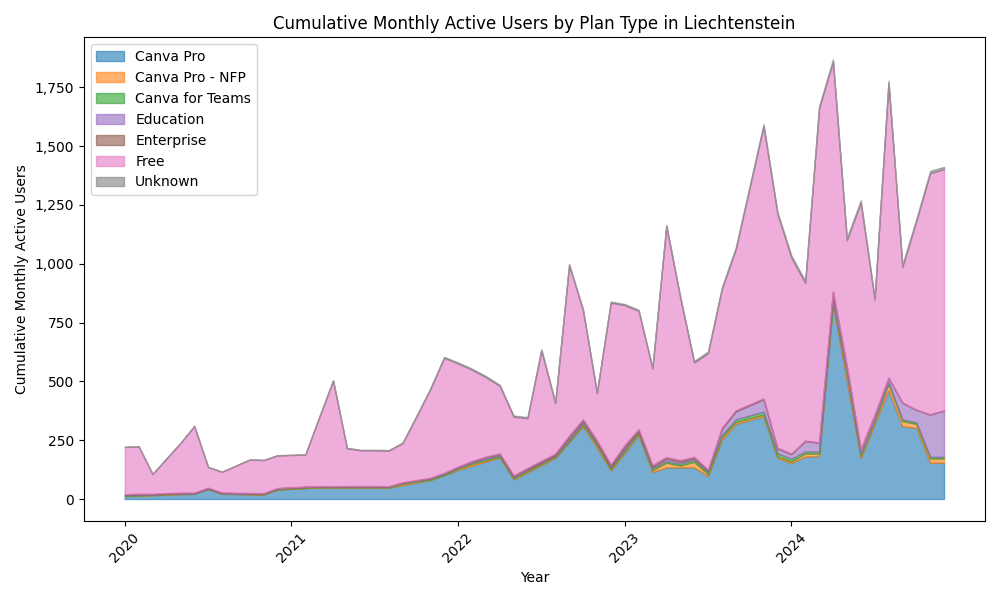 Cumulative Monthly Active Users by Plan Type in Liechtenstein
Canva Pro
Canva Pro - NFP
Canva for Teams
Education
Enterprise
Free
Unknown
Cumulative Monthly Active Users
1,750
1,500
1,250
1,000
750
500
250
0
2020
2021
2022
2023
2024
Year